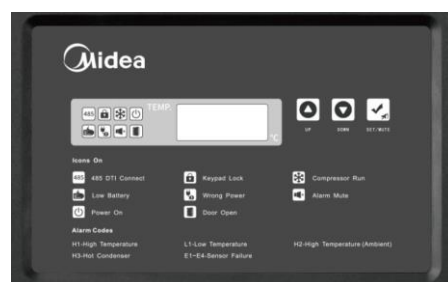 Midea
485
TEMP.
℃
UP DOWN SET/MUTE
Icons On
485 485 DTI Connect Keypad Lock Compressor Run
Low Battery Wrong Power Alarm Mute
Power On Door Open
Alarm Codes
H1-High Temperature L1-Low Temperature H2-High Temperature(Ambient)
H3-Hot Condenser E1-E4-Sensor Failure